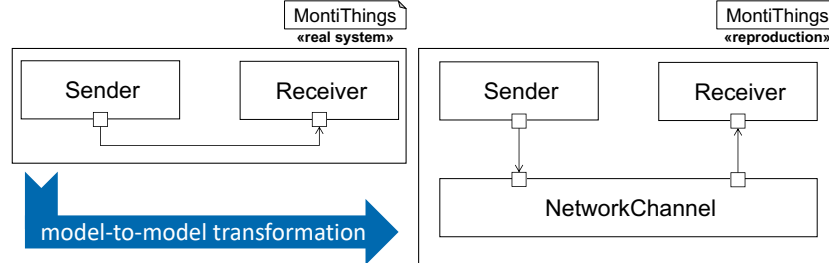 MontiThings
«real system»
Sender
Receiver
MontiThings
«reproduction»
Sender
Receiver
NetworkChannel
model-to-model transformation